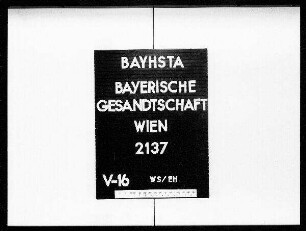 BAYHSTA
BAYERISCHE
GESANDTSCHAFT
WIEN
2137
V-16 WS/EH